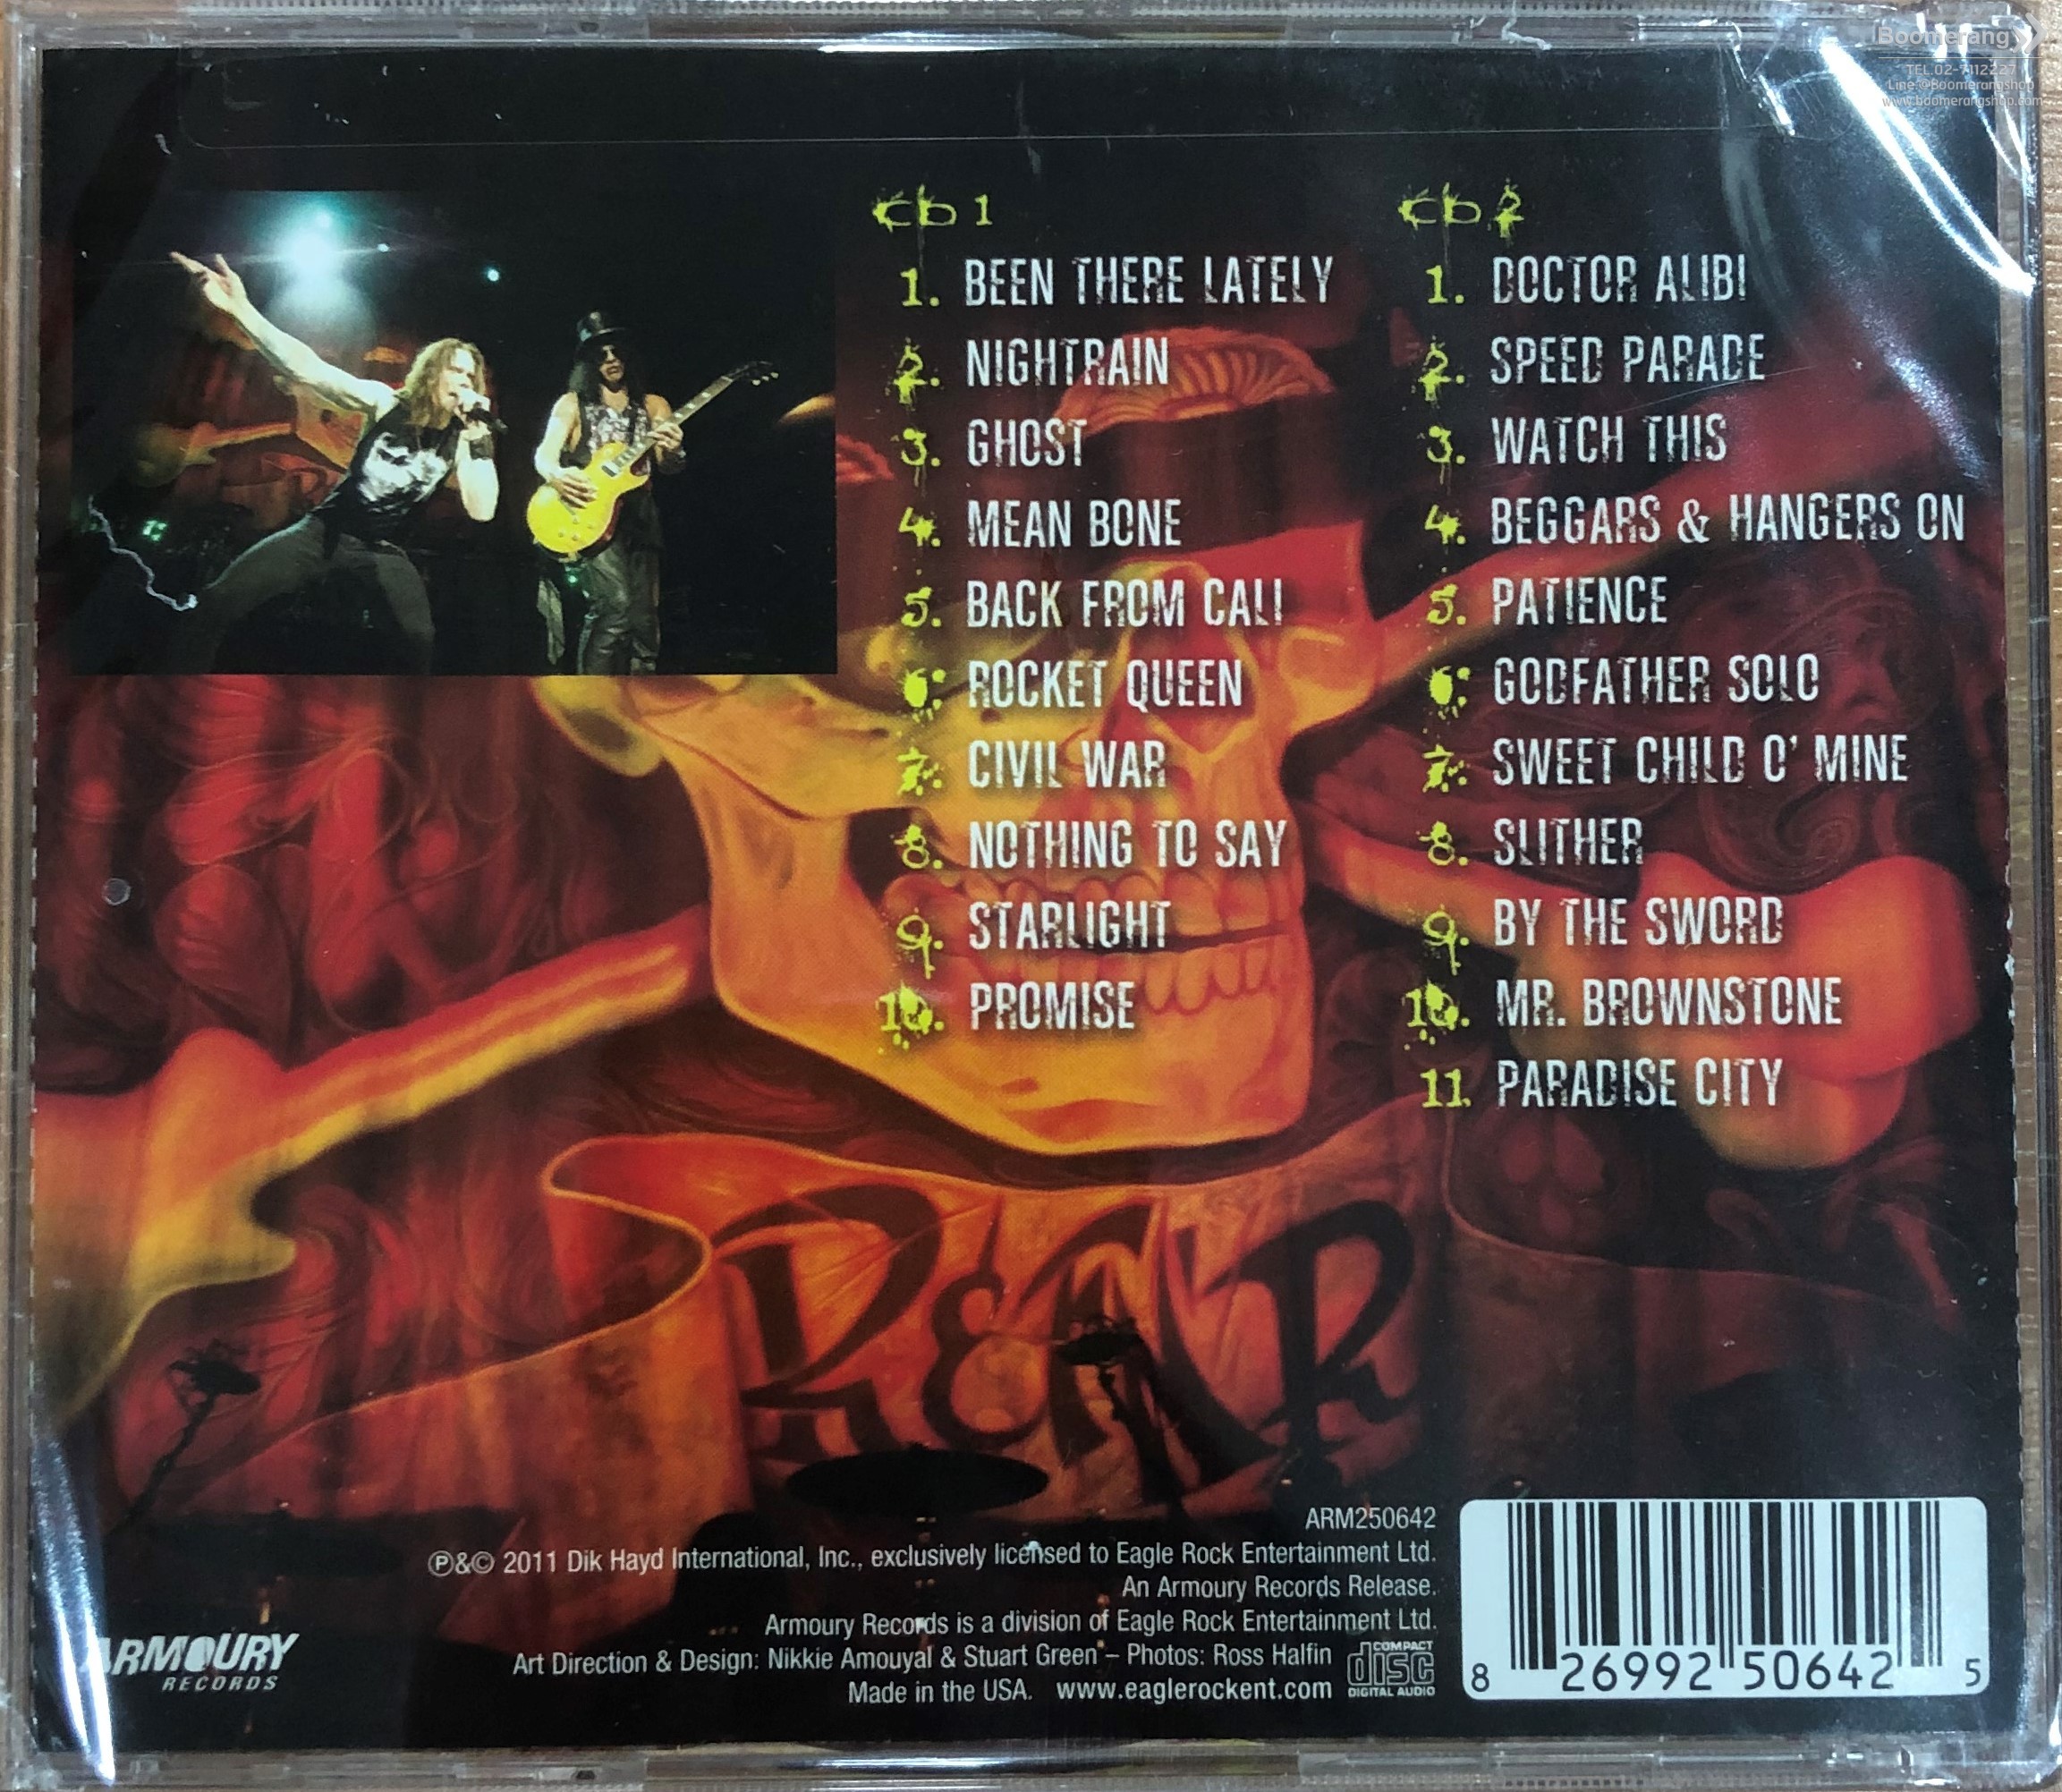 Boomerang
TEL.02-7112227
Line:@Boomerangshop
www.boomerangshop.com
CD 1
1. BEEN THERE LATELY
2. NIGHTRAIN
3. GHOST
4. MEAN BONE
5. BACK FROM CALI
6. ROCKET QUEEN
7. CIVIL WAR
8. NOTHING TO SAY
9. STARLIGHT
10. PROMISE
CD 2
1. DOCTOR ALIBI
2. SPEED PARADE
3. WATCH THIS
4. BEGGARS & HANGERS ON
5. PATIENCE
6. GODFATHER SOLO
7. SWEET CHILD O' MINE
8. SLITHER
9. BY THE SWORD
10. MR. BROWNSTONE
11. PARADISE CITY
R&NR
ARM250642
℗&© 2011 Dik Hayd International, Inc., exclusively licensed to Eagle Rock Entertainment Ltd.
An Armoury Records Release.
Armoury Records is a division of Eagle Rock Entertainment Ltd.
Art Direction & Design: Nikkie Amouyal & Stuart Green – Photos: Ross Halfin
Made in the USA. www.eaglerockent.com
COMPACT
disc
DIGITAL AUDIO
ARMOURY
RECORDS
8 26992 50642 5